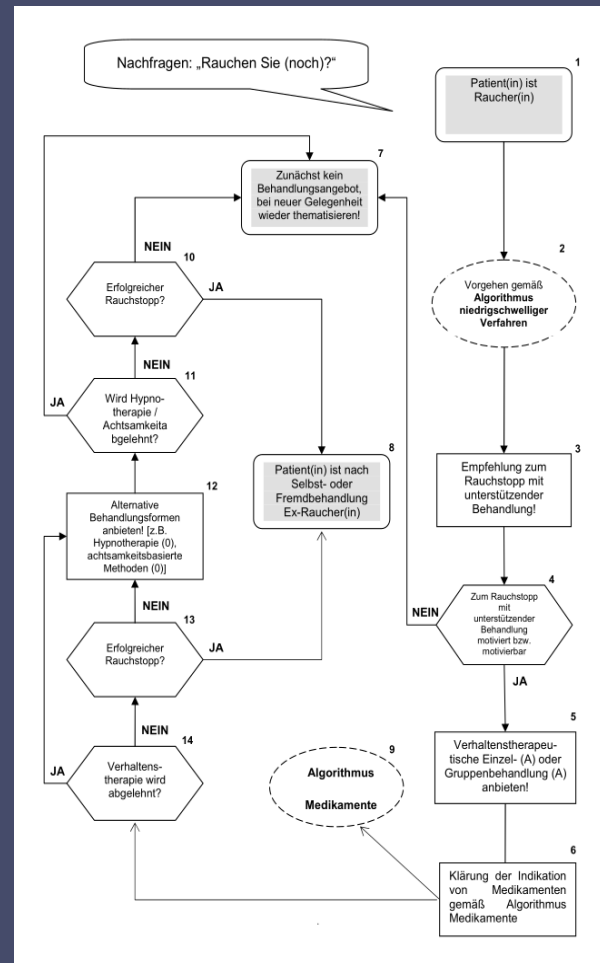 Nachfragen: „Rauchen Sie (noch)?“
1
Patient(in) ist
Raucher(in)
2
Vorgehen gemäß
Algorithmus
niedrigschwelliger
Verfahren
3
Empfehlung zum
Rauchstopp mit
unterstützender
Behandlung!
4
Zum Rauchstopp
mit
unterstützender
Behandlung
motiviert bzw.
motivierbar
NEIN
JA
5
Verhaltenstherapeu-
tische Einzel- (A) oder
Gruppenbehandlung (A)
anbieten!
6
Klärung der Indikation
von Medikamenten
gemäß Algorithmus
Medikamente
7
Zunächst kein
Behandlungsangebot,
bei neuer Gelegenheit
wieder thematisieren!
8
Patient(in) ist nach
Selbst- oder
Fremdbehandlung
Ex-Raucher(in)
9
Algorithmus
Medikamente
NEIN
10
Erfolgreicher
Rauchstopp?
JA
NEIN
11
Wird Hypno-
therapie /
Achtsamkeita
bgelehnt?
JA
12
Alternative
Behandlungsformen
anbieten! [z.B.
Hypnotherapie (0),
achtsamkeitsbasierte
Methoden (0)]
NEIN
13
Erfolgreicher
Rauchstopp?
JA
NEIN
14
Verhaltens-
therapie wird
abgelehnt?
JA